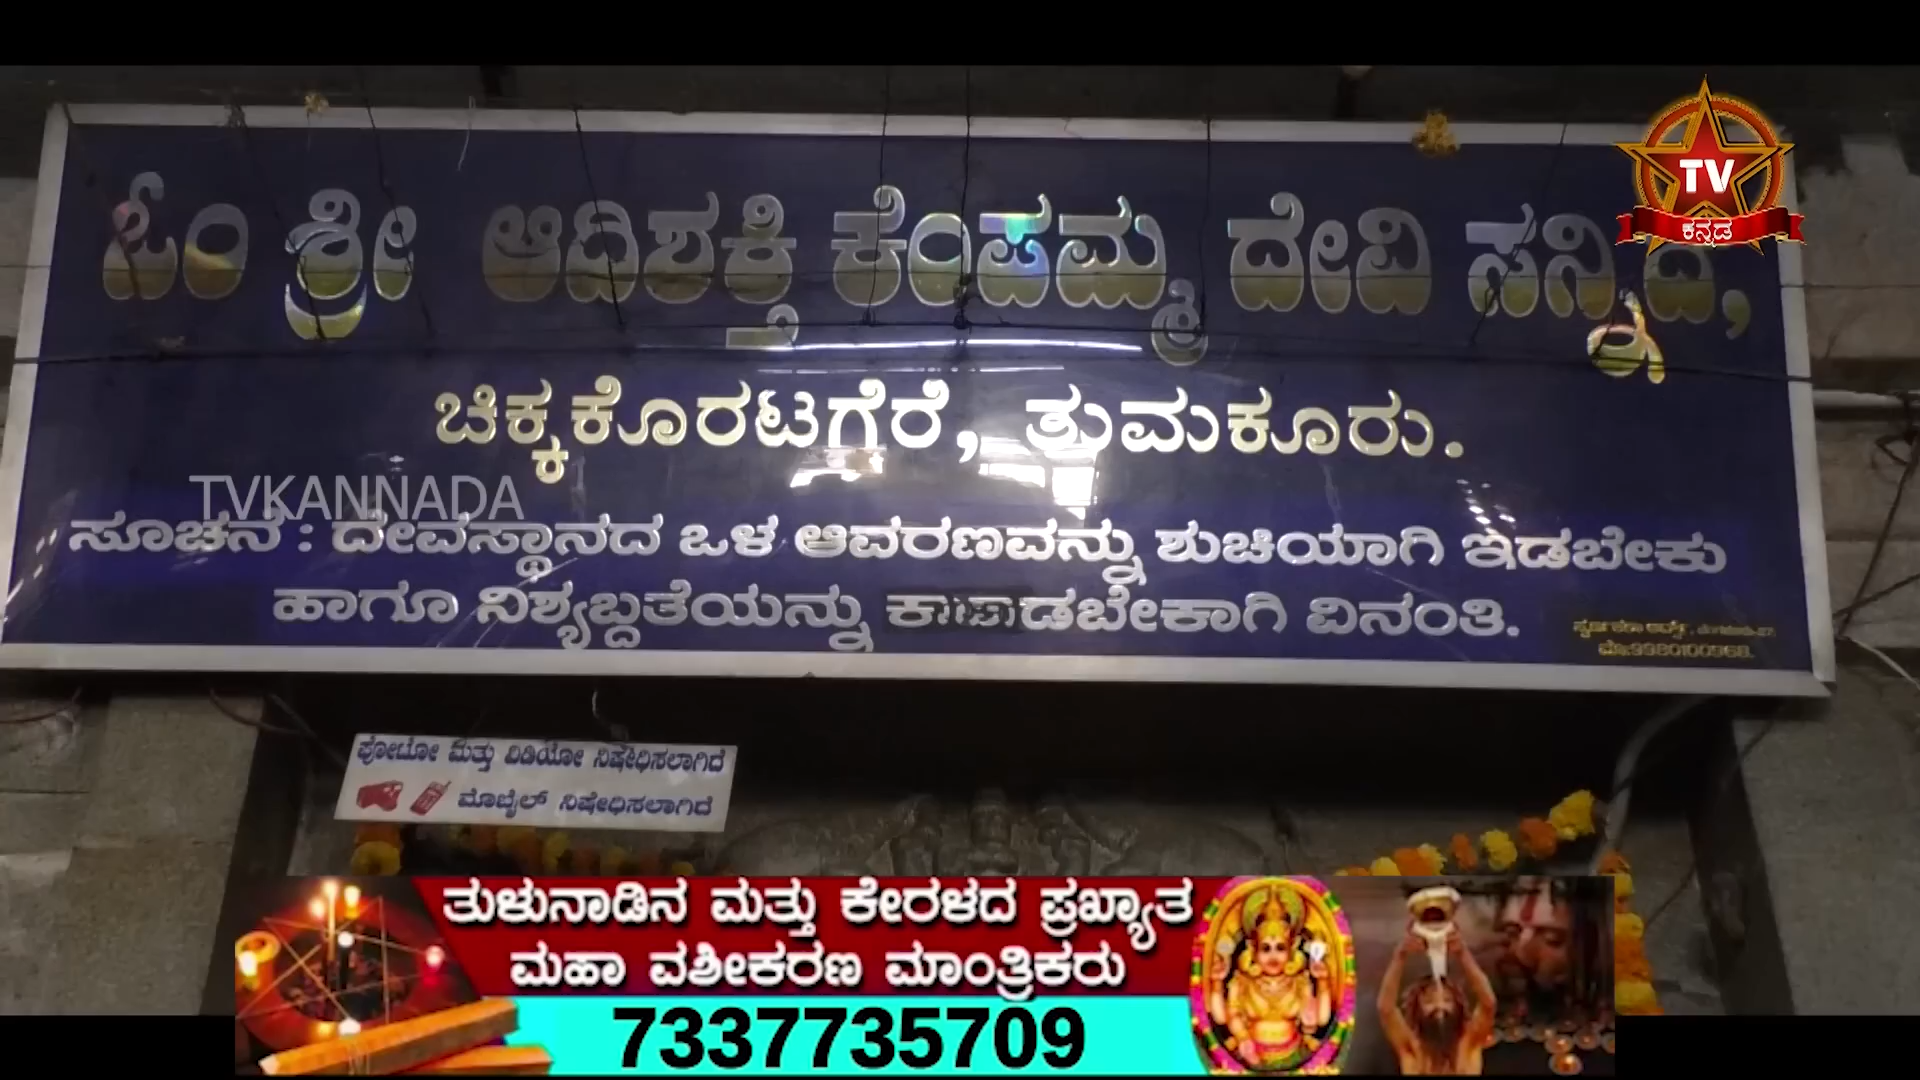 TV
ಕನ್ನಡ
ಓಂ ಶ್ರೀ ಆದಿಶಕ್ತಿ ಕೆಂಪಮ್ಮ ದೇವಿ ಸನ್ನಿಧಿ,
ಚಿಕ್ಕಕೊರಟಗೆರೆ, ತುಮಕೂರು.
TVKANNADA
ಸೂಚನೆ : ದೇವಸ್ಥಾನದ ಒಳ ಆವರಣವನ್ನು ಶುಚಿಯಾಗಿ ಇಡಬೇಕು
ಹಾಗೂ ನಿಶ್ಯಬ್ದತೆಯನ್ನು ಕಾಪಾಡಬೇಕಾಗಿ ವಿನಂತಿ.
ಮೊ:9980100968.
ಫೋಟೋ ಮತ್ತು ವಿಡಿಯೋ ನಿಷೇಧಿಸಲಾಗಿದೆ
ಮೊಬೈಲ್ ನಿಷೇಧಿಸಲಾಗಿದೆ
ತುಳುನಾಡಿನ ಮತ್ತು ಕೇರಳದ ಪ್ರಖ್ಯಾತ
ಮಹಾ ವಶೀಕರಣ ಮಾಂತ್ರಿಕರು
7337735709